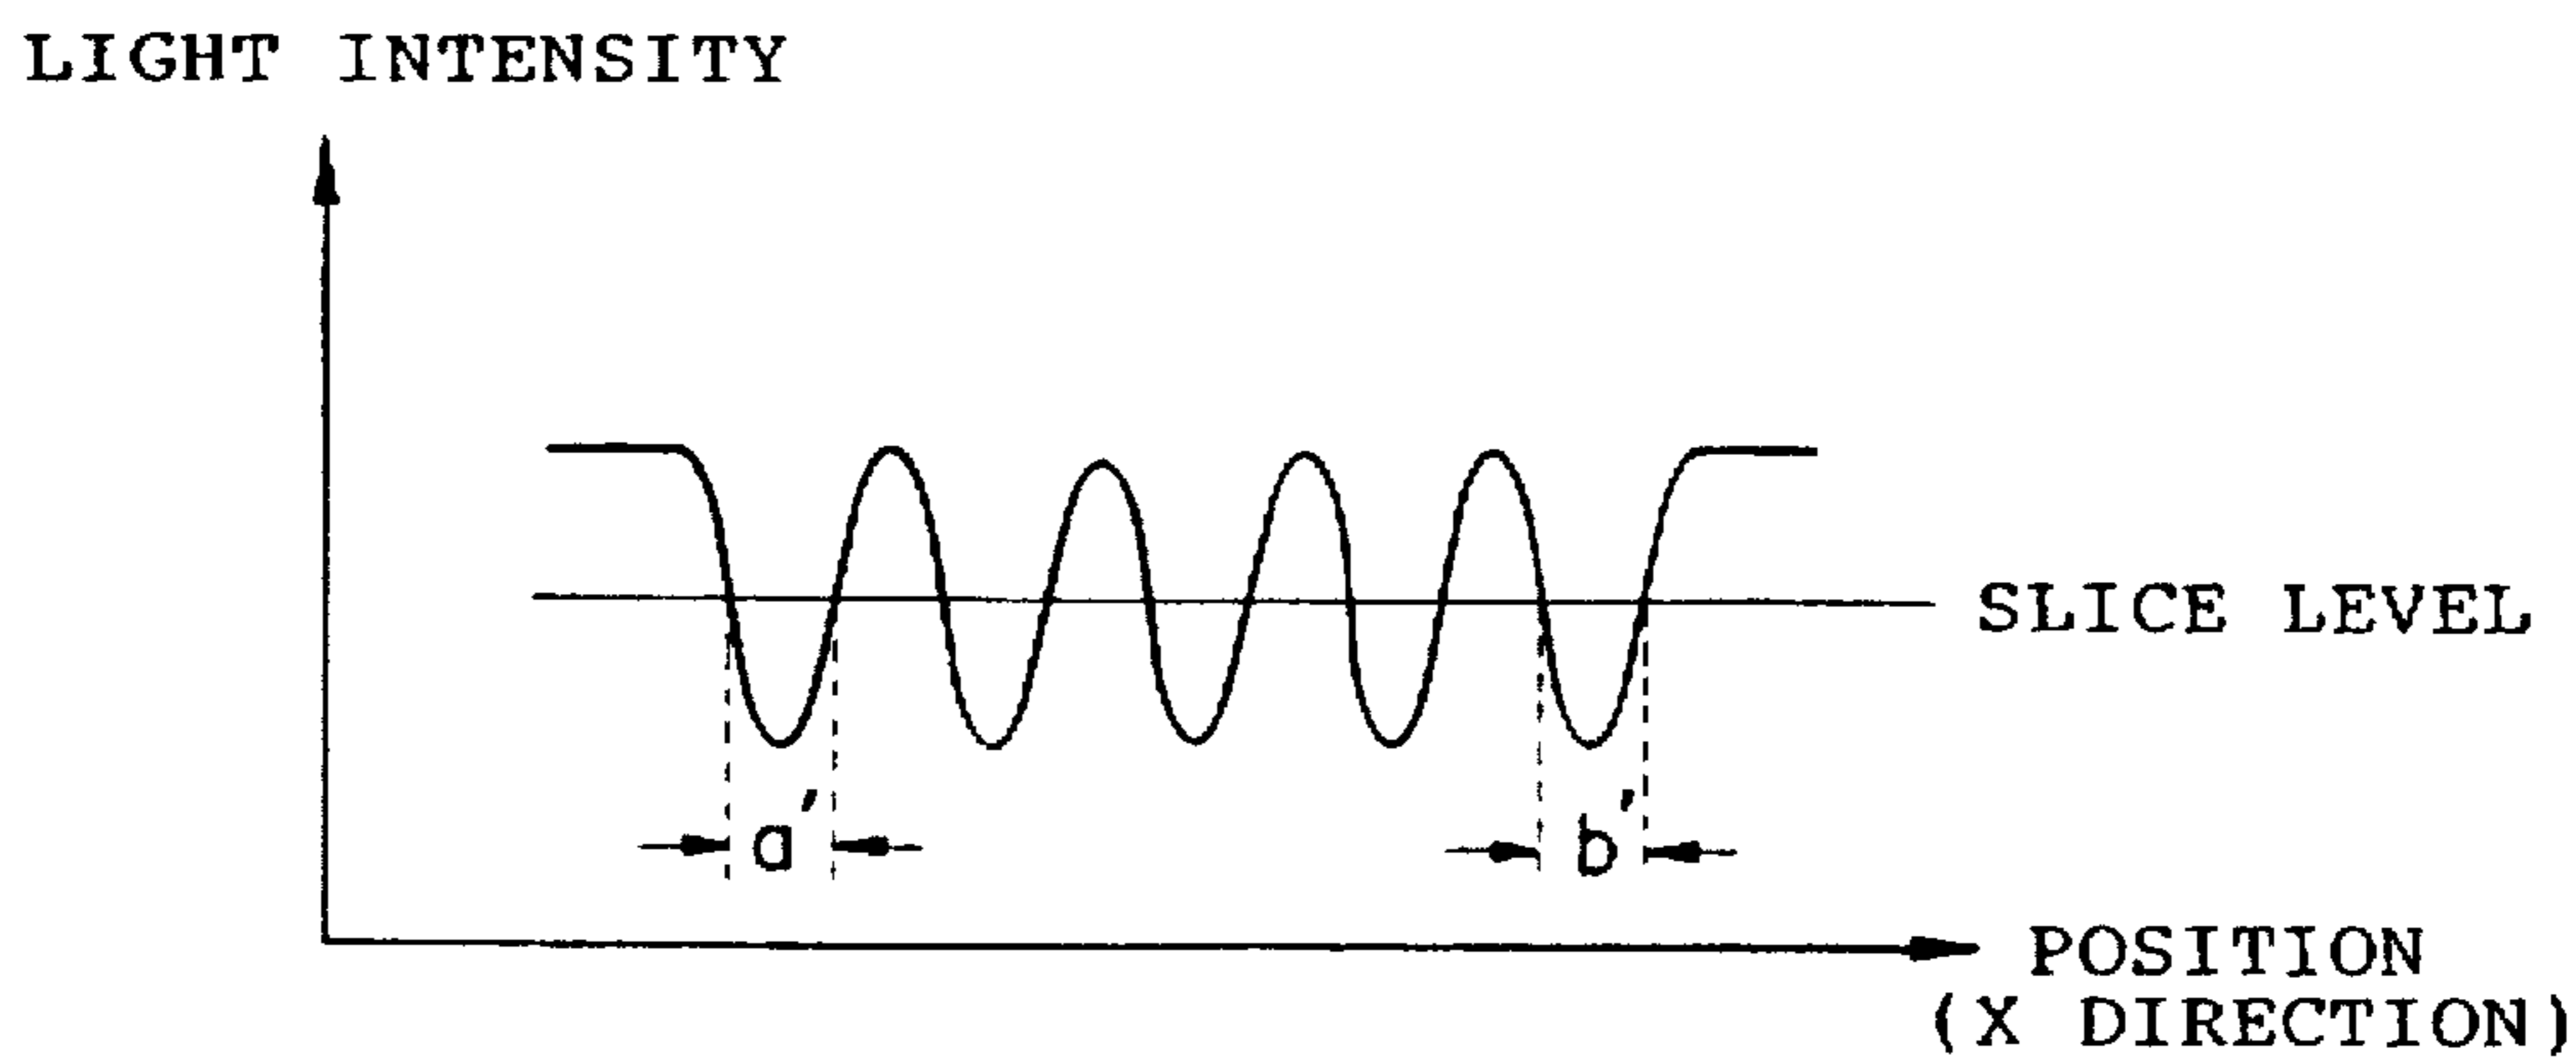 LIGHT INTENSITY
SLICE LEVEL
a'
b'
POSITION
(X DIRECTION)